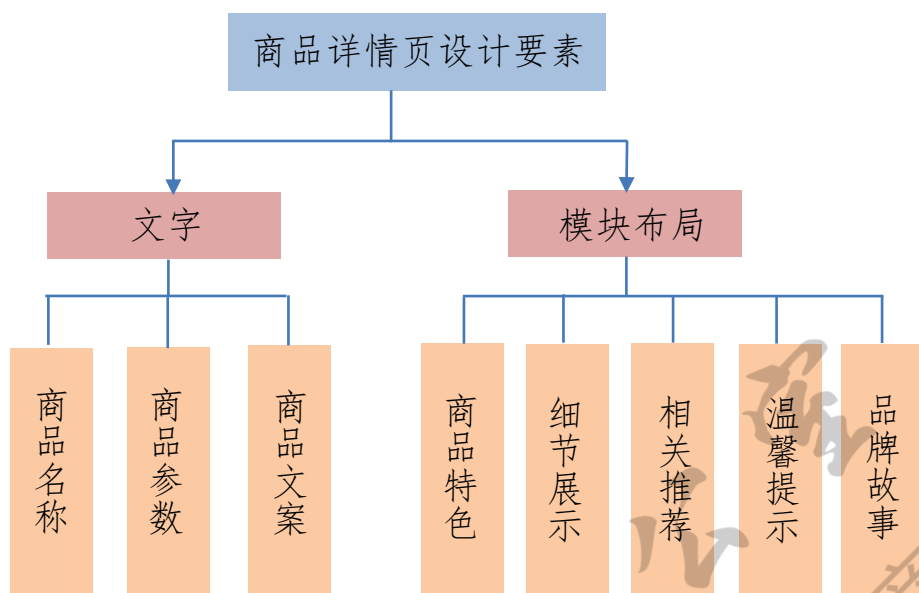 商品详情页设计要素
文字
模块布局
商品名称
商品参数
商品文案
商品特色
细节展示
相关推荐
温馨提示
品牌故事